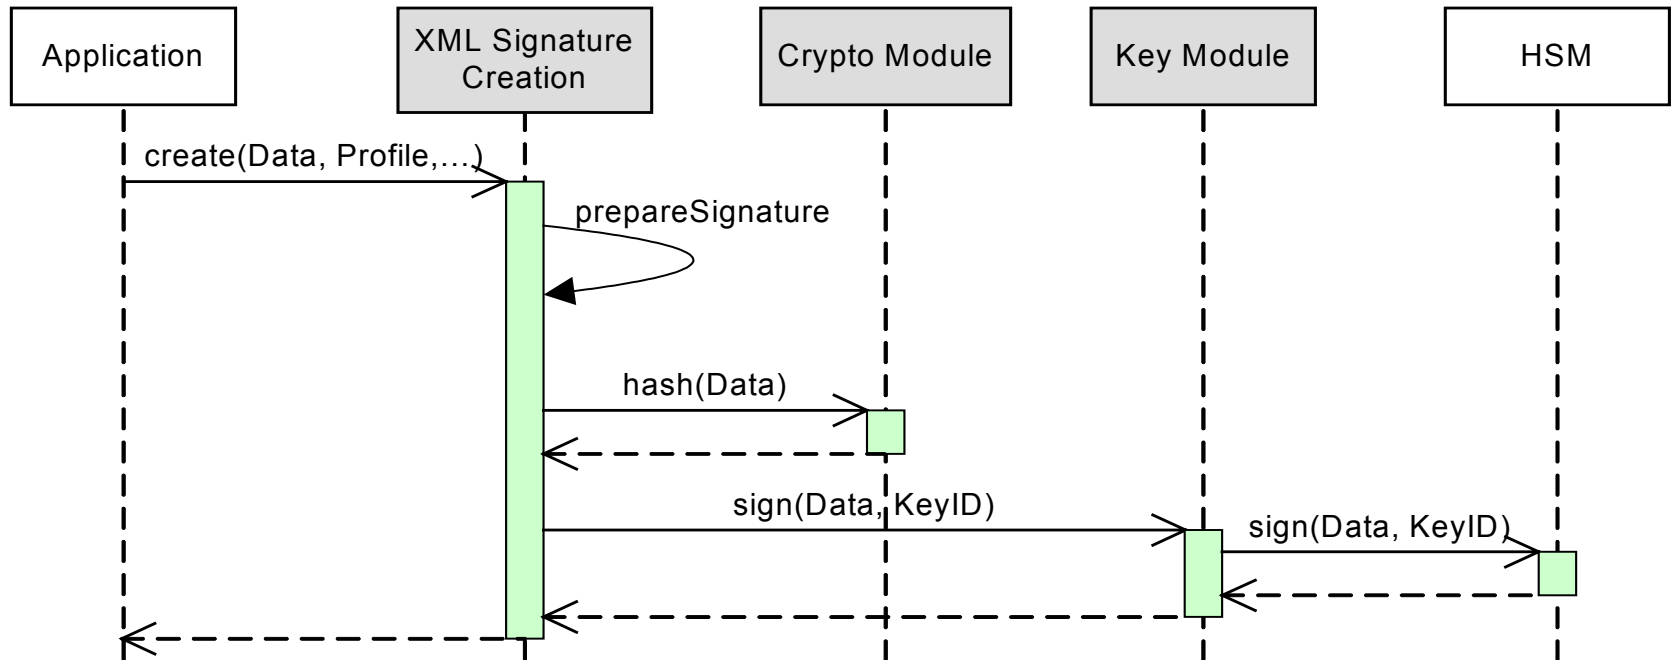 Application
XML Signature
Creation
Crypto Module
Key Module
HSM
create(Data, Profile,...)
prepareSignature
hash(Data)
sign(Data, KeyID)
sign(Data, KeyID)